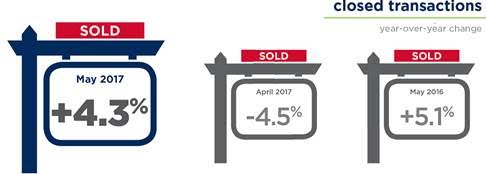 closed transactions
year-over-year change
SOLD
May 2017
+4.3%
SOLD
April 2017
-4.5%
SOLD
May 2016
+5.1%